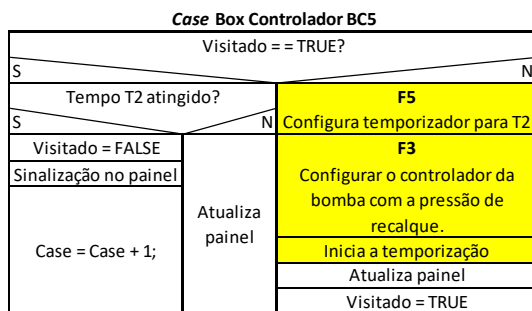 Case Box Controlador BC5
Visitado = = TRUE?
S N
Tempo T2 atingido?
S N
F5
Configura temporizador para T2
Visitado = FALSE
Sinalização no painel
Case = Case + 1;
Atualiza
painel
F3
Configurar o controlador da
bomba com a pressão de
recalque.
Inicia a temporização
Atualiza painel
Visitado = TRUE